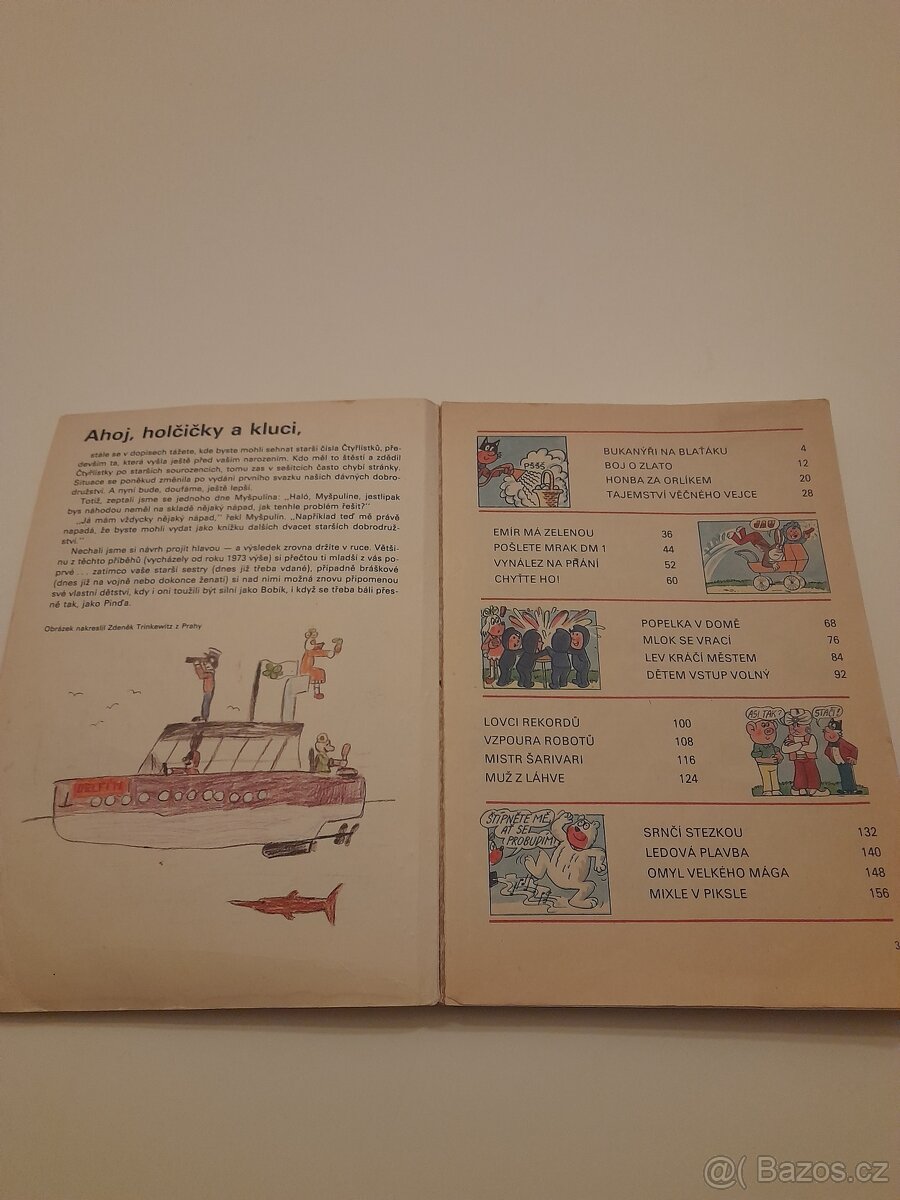 Ahoj, holčičky a kluci,
stále se v dopisech tážete, kde byste mohli sehnat starší čísla Čtyřlístků, pře-
devším ta, která vyšla ještě před vaším narozením. Kdo měl to štěstí a zdědil
Čtyřlístky po starších sourozencích, tomu zas v sešitcích často chybí stránky.
Situace se poněkud změnila po vydání prvního svazku našich dávných dobro-
družství. A nyní bude, doufáme, ještě lepší.
Totiž, zeptali jsme se jednoho dne Myšpulína: „Haló, Myšpulíne, jestlipak
bys náhodou neměl na skladě nějaký nápad, jak tenhle problém řešit?"
„Já mám vždycky nějaký nápad," řekl Myšpulín. „Například teď mě právě
napadá, že byste mohli vydat jako knížku dalších dvacet starších dobrodruž-
ství."
Nechali jsme si návrh projít hlavou — a výsledek zrovna držíte v ruce. Větši-
nu z těchto příběhů (vycházely od roku 1973 výše) si přečtou ti mladší z vás po-
prvé . . . zatímco vaše starší sestry (dnes již třeba vdané), případně bráškové
(dnes již na vojně nebo dokonce ženatí) si nad nimi možná znovu připomenou
své vlastní dětství, kdy i oni toužili být silní jako Bobík, i když se třeba báli přes-
ně tak, jako Pinďa.
Obrázek nakreslil Zdeněk Trinkewitz z Prahy
DELFIN
PŠŠŠ
BUKANÝŘI NA BLAŤÁKU 4
BOJ O ZLATO 12
HONBA ZA ORLÍKEM 20
TAJEMSTVÍ VĚČNÉHO VEJCE 28
EMÍR MÁ ZELENOU 36
POŠLETE MRAK DM 1 44
VYNÁLEZ NA PŘÁNÍ 52
CHYŤTE HO! 60
POPELKA V DOMĚ 68
MLOK SE VRACÍ 76
LEV KRÁČÍ MĚSTEM 84
DĚTEM VSTUP VOLNÝ 92
LOVCI REKORDŮ 100
VZPOURA ROBOTŮ 108
MISTR ŠARIVARI 116
MUŽ Z LÁHVE 124
ASI TAK?
STAČÍ!
ŠTÍPNĚTE MĚ,
AŤ SE
PROBUDÍM!
SRNČÍ STEZKOU 132
LEDOVÁ PLAVBA 140
OMYL VELKÉHO MÁGA 148
MIXLE V PIKSLE 156
3
@( Bazos.cz